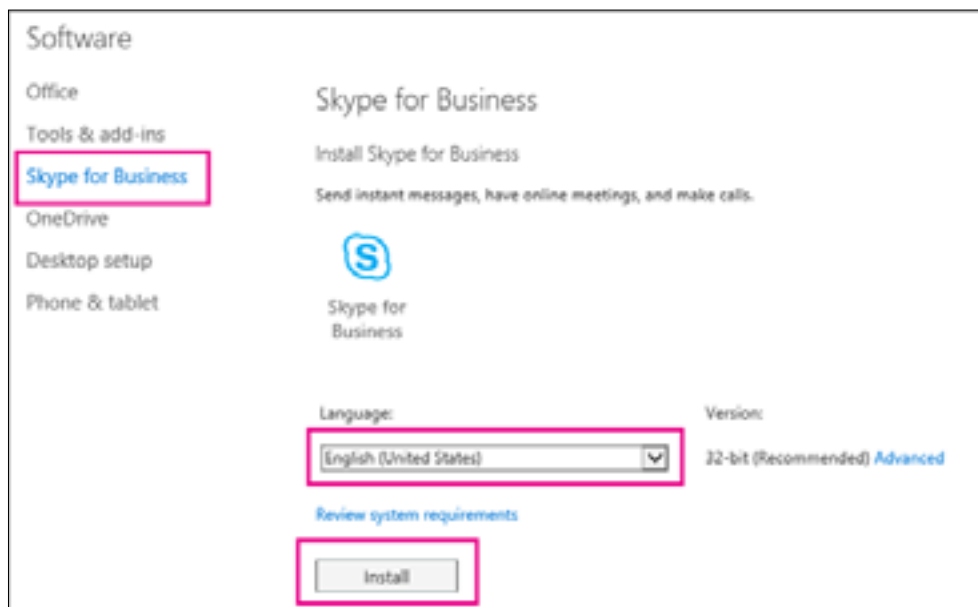 Software
Office
Tools & add-ins
Skype for Business
OneDrive
Desktop setup
Phone & tablet
Skype for Business
Install Skype for Business
Send instant messages, have online meetings, and make calls.
S
Skype for
Business
Language:
Version:
English (United States)
32-bit (Recommended) Advanced
Review system requirements
Install